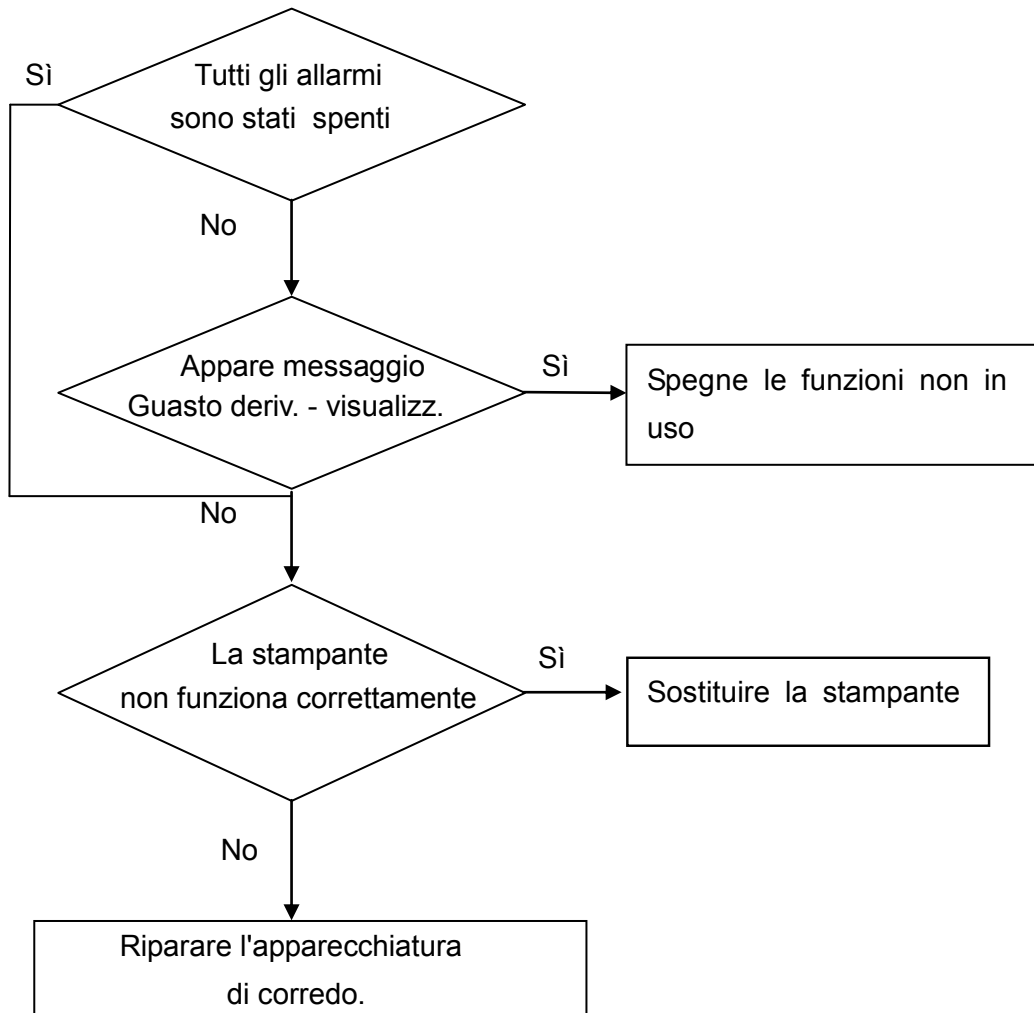 Sì
Tutti gli allarmi
sono stati spenti
No
Appare messaggio
Guasto deriv. - visualizz.
Sì
Spegne le funzioni non in
uso
No
La stampante
non funziona correttamente
Sì
Sostituire la stampante
No
Riparare l'apparecchiatura
di corredo.